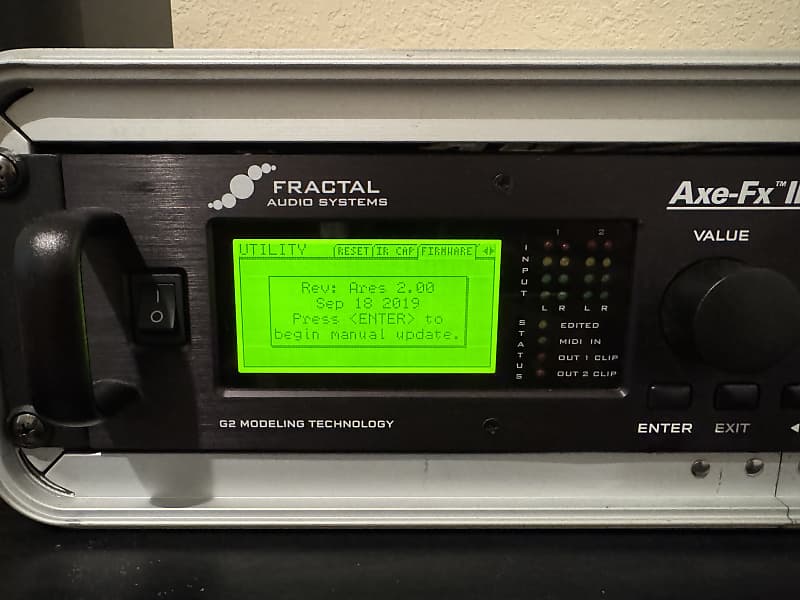 FRACTAL
AUDIO SYSTEMS
Axe-Fx™ II
VALUE
UTILITY RESET IR CAP FIRMWARE
Rev: Ares 2.00
Sep 18 2019
Press <ENTER> to
begin manual update.
1 2
INPUT
L R L R
STATUS
EDITED
MIDI IN
OUT 1 CLIP
OUT 2 CLIP
G2 MODELING TECHNOLOGY
ENTER EXIT